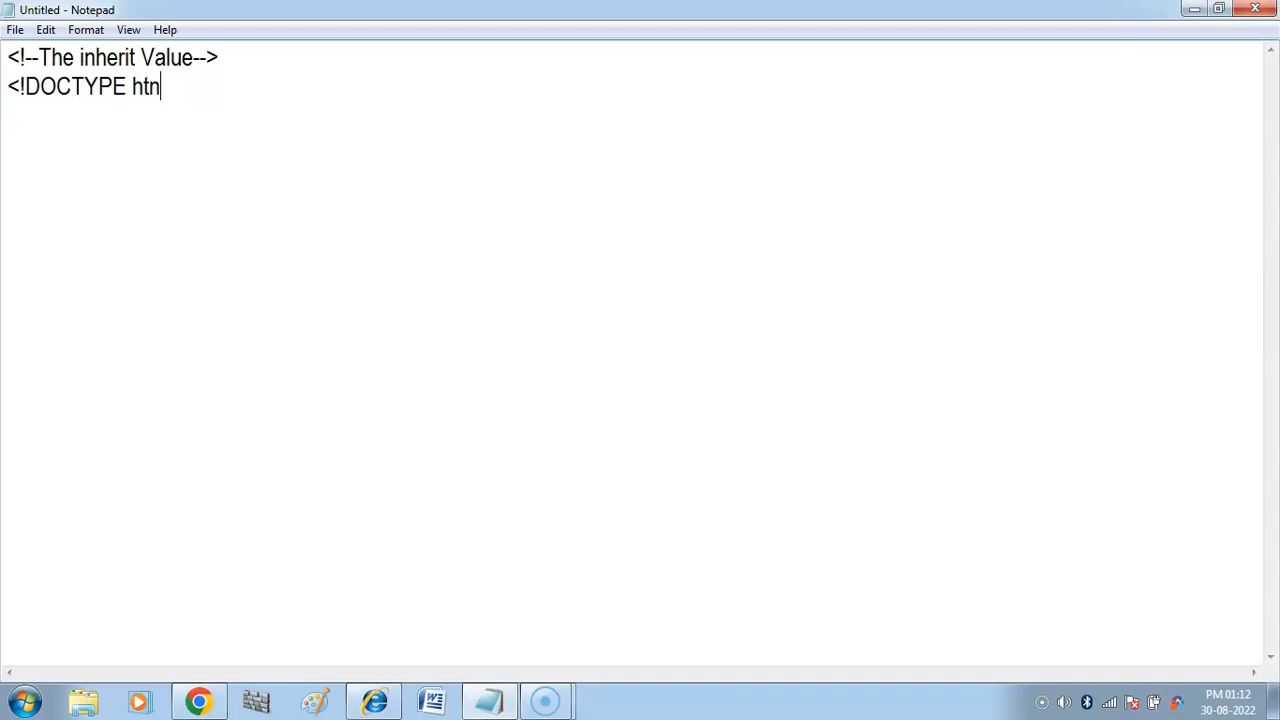 Untitled - Notepad
File Edit Format View Help
<!--The inherit Value-->
<!DOCTYPE htn
PM 01:12
30-08-2022